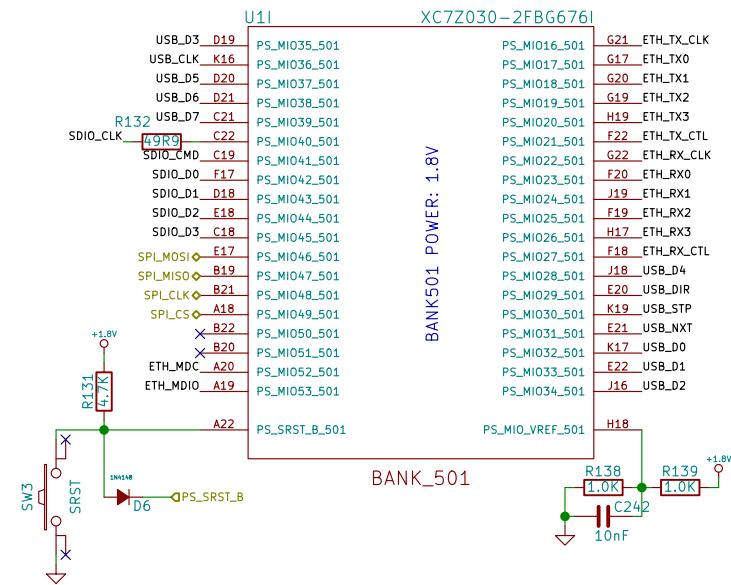 U1I XC7Z030-2FBG676I
USB_D3 D19 PS_MIO35_501 PS_MIO16_501 G21 ETH_TX_CLK
USB_CLK K16 PS_MIO36_501 PS_MIO17_501 G17 ETH_TX0
USB_D5 D20 PS_MIO37_501 PS_MIO18_501 G20 ETH_TX1
USB_D6 D21 PS_MIO38_501 PS_MIO19_501 G19 ETH_TX2
USB_D7 C21 PS_MIO39_501 PS_MIO20_501 H19 ETH_TX3
R132
SDIO_CLK 49R9 C22 PS_MIO40_501 PS_MIO21_501 F22 ETH_TX_CTL
SDIO_CMD C19 PS_MIO41_501 PS_MIO22_501 G22 ETH_RX_CLK
SDIO_D0 F17 PS_MIO42_501 PS_MIO23_501 F20 ETH_RX0
SDIO_D1 D18 PS_MIO43_501 PS_MIO24_501 J19 ETH_RX1
SDIO_D2 E18 PS_MIO44_501 PS_MIO25_501 F19 ETH_RX2
SDIO_D3 C18 PS_MIO45_501 PS_MIO26_501 H17 ETH_RX3
SPI_MOSI E17 PS_MIO46_501 PS_MIO27_501 F18 ETH_RX_CTL
SPI_MISO B19 PS_MIO47_501 PS_MIO28_501 J18 USB_D4
SPI_CLK B21 PS_MIO48_501 PS_MIO29_501 E20 USB_DIR
SPI_CS A18 PS_MIO49_501 PS_MIO30_501 K19 USB_STP
B22 PS_MIO50_501 PS_MIO31_501 E21 USB_NXT
B20 PS_MIO51_501 PS_MIO32_501 K17 USB_D0
ETH_MDC A20 PS_MIO52_501 PS_MIO33_501 E22 USB_D1
ETH_MDIO A19 PS_MIO53_501 PS_MIO34_501 J16 USB_D2
BANK501 POWER: 1.8V
+1.8V
R131
4.7K
A22 PS_SRST_B_501 PS_MIO_VREF_501 H18
BANK_501
SW3
SRST
1N4148
D6
PS_SRST_B
R138
1.0K
R139
1.0K
+1.8V
C242
10nF